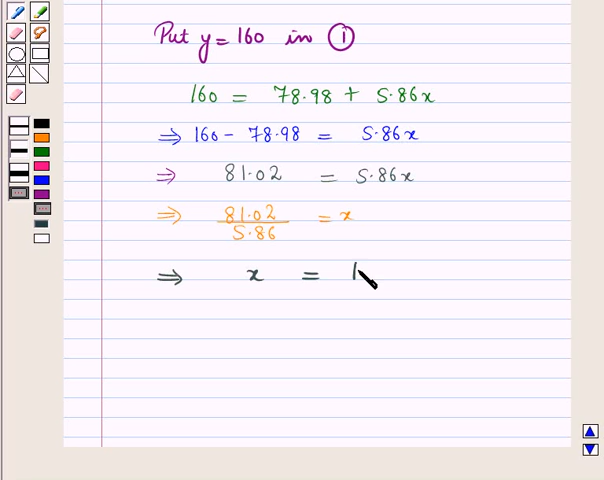 Put y = 160 in ①
160 = 78.98 + 5.86x
⇒ 160 - 78.98 = 5.86x
⇒ 81.02 = 5.86x
⇒ 81.02/5.86 = x
⇒ x = 1